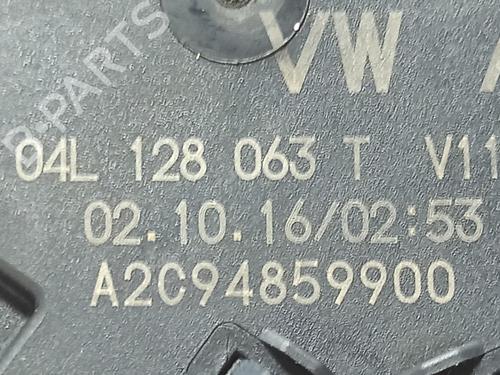 VW
04L 128 063 T V11
02.10.16/02:53
A2C94859900
B-PARTS